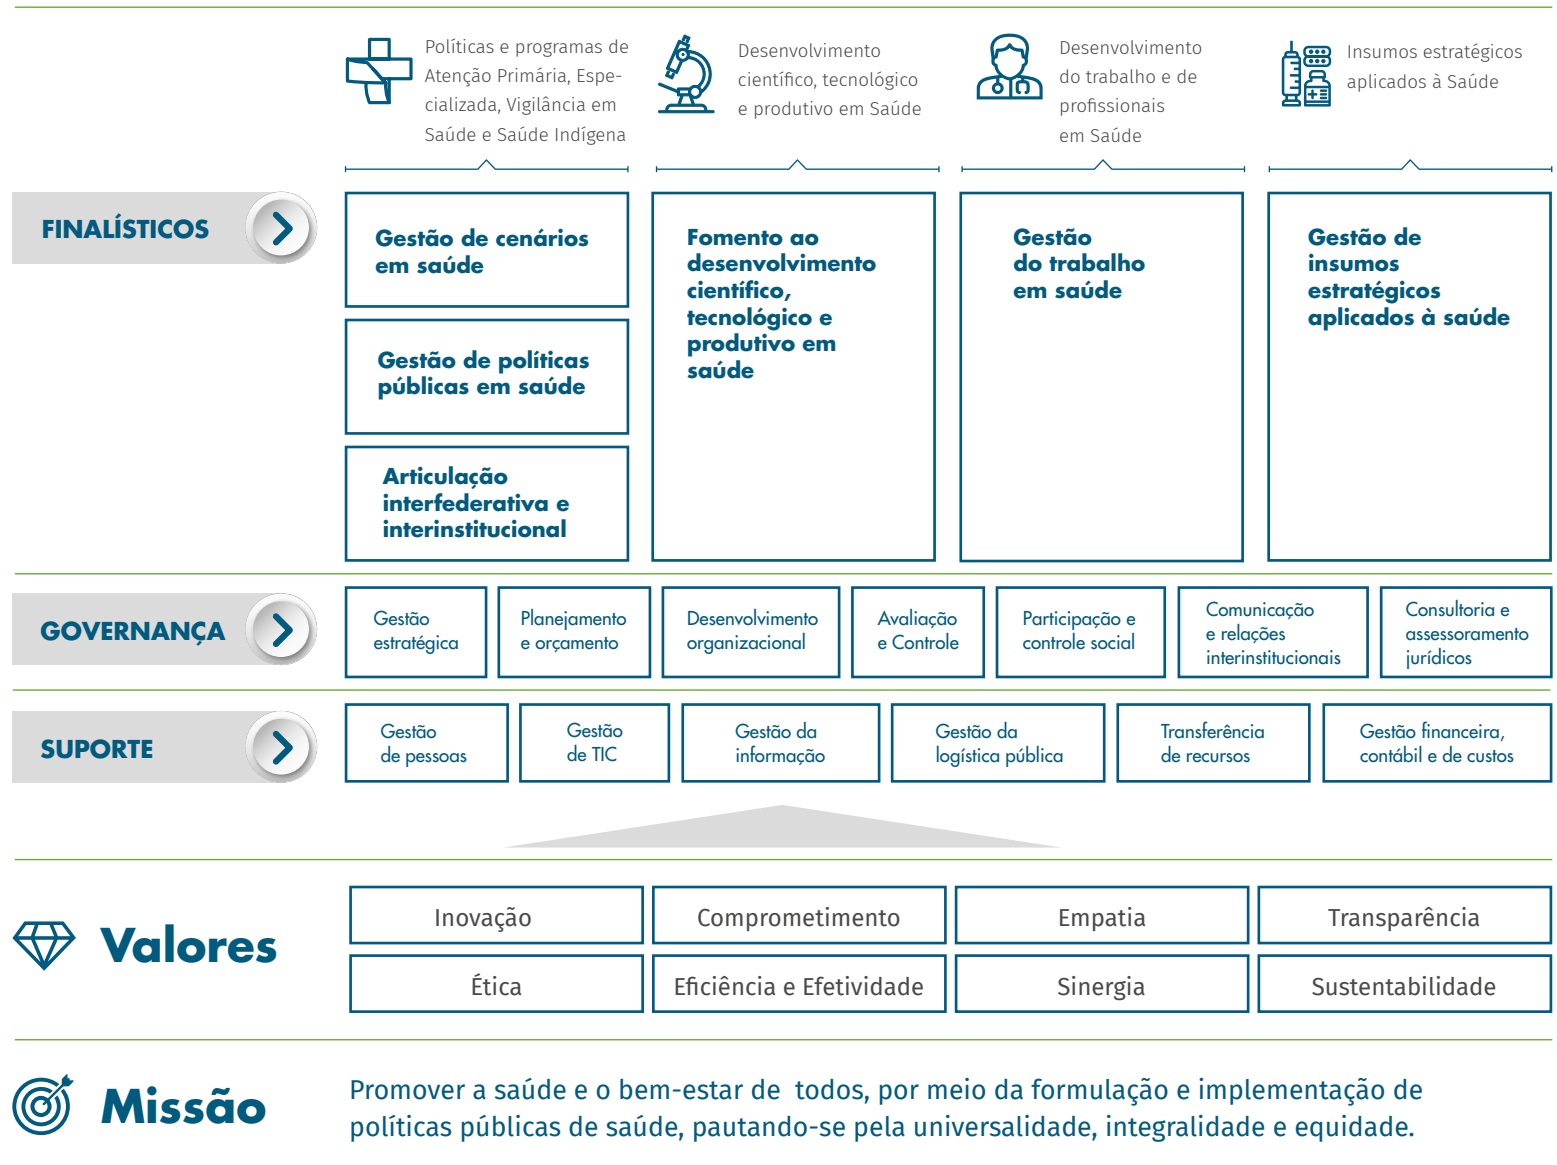 Políticas e programas de
Atenção Primária, Espe-
cializada, Vigilância em
Saúde e Saúde Indígena
Desenvolvimento
científico, tecnológico
e produtivo em Saúde
Desenvolvimento
do trabalho e de
profissionais
em Saúde
Insumos estratégicos
aplicados à Saúde
FINALÍSTICOS
Gestão de cenários
em saúde
Gestão de políticas
públicas em saúde
Articulação
interfederativa e
interinstitucional
Fomento ao
desenvolvimento
científico,
tecnológico e
produtivo em
saúde
Gestão
do trabalho
em saúde
Gestão de
insumos
estratégicos
aplicados à saúde
GOVERNANÇA
Gestão
estratégica
Planejamento
e orçamento
Desenvolvimento
organizacional
Avaliação
e Controle
Participação e
controle social
Comunicação
e relações
interinstitucionais
Consultoria e
assessoramento
jurídicos
SUPORTE
Gestão
de pessoas
Gestão
de TIC
Gestão da
informação
Gestão da
logística pública
Transferência
de recursos
Gestão financeira,
contábil e de custos
Valores
Inovação
Comprometimento
Empatia
Transparência
Ética
Eficiência e Efetividade
Sinergia
Sustentabilidade
Missão
Promover a saúde e o bem-estar de todos, por meio da formulação e implementação de
políticas públicas de saúde, pautando-se pela universalidade, integralidade e equidade.